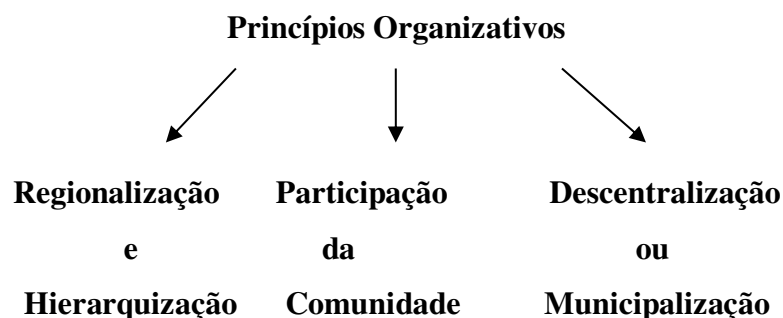 Princípios Organizativos
Regionalização Participação Descentralização
e da ou
Hierarquização Comunidade Municipalização